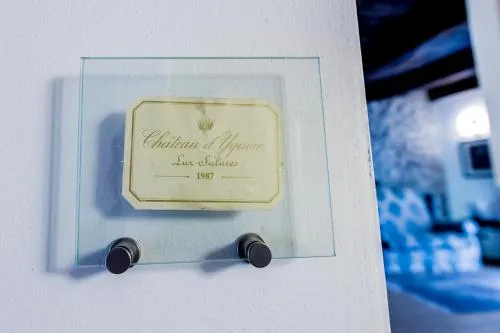 Château d'Yquem
Lur Saluces
1987